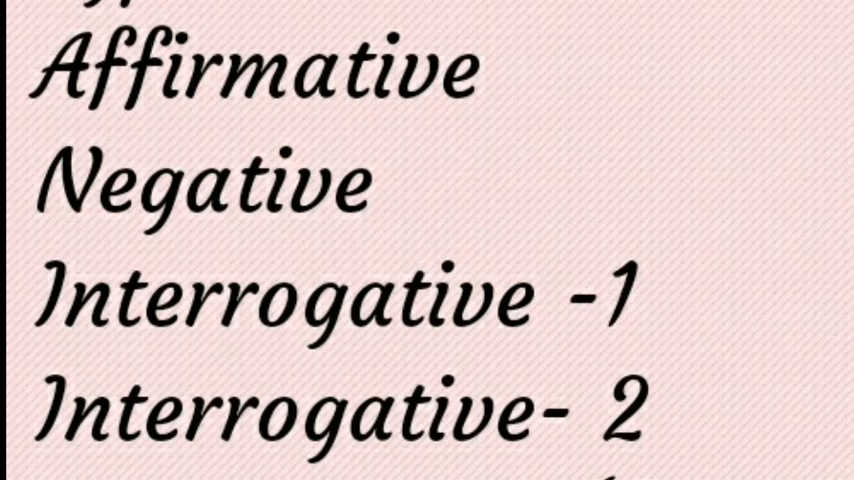 Affirmative
Negative
Interrogative -1
Interrogative- 2